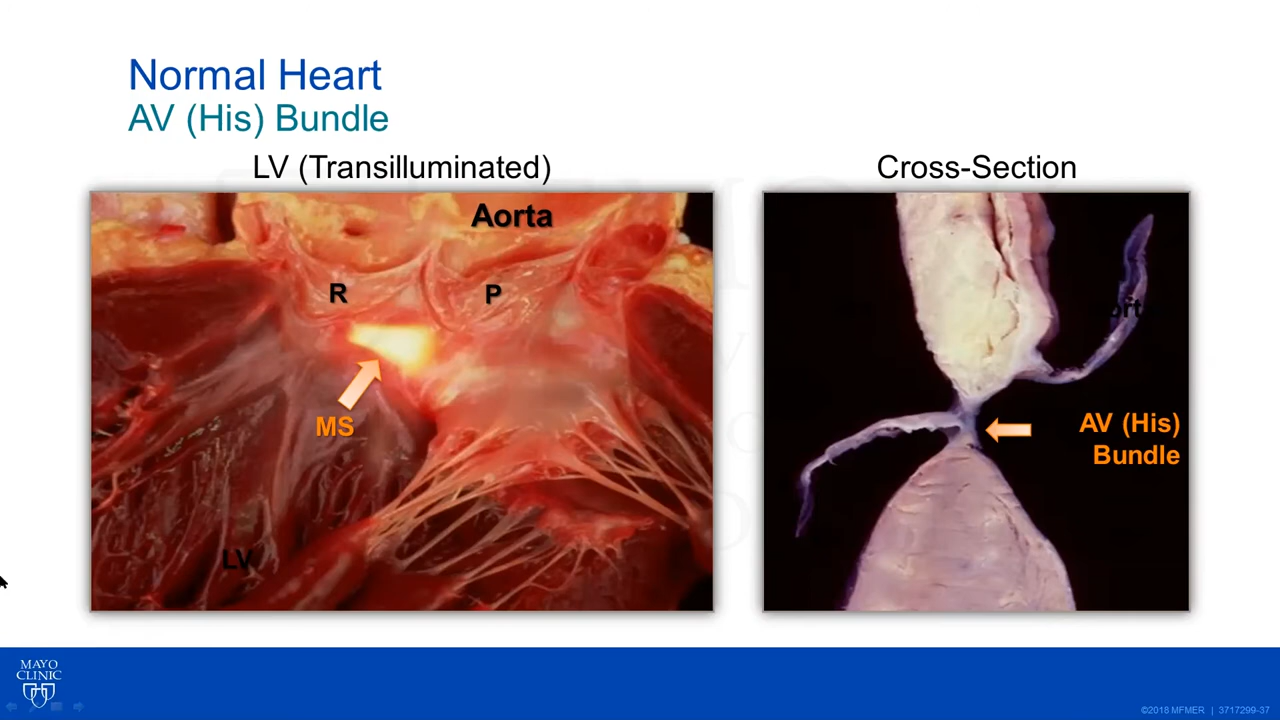 Normal Heart
AV (His) Bundle
LV (Transilluminated)
Cross-Section
Aorta
R
P
MS
LV
AV (His)
Bundle
MAYO
CLINIC
©2018 MFMER | 3717299-37